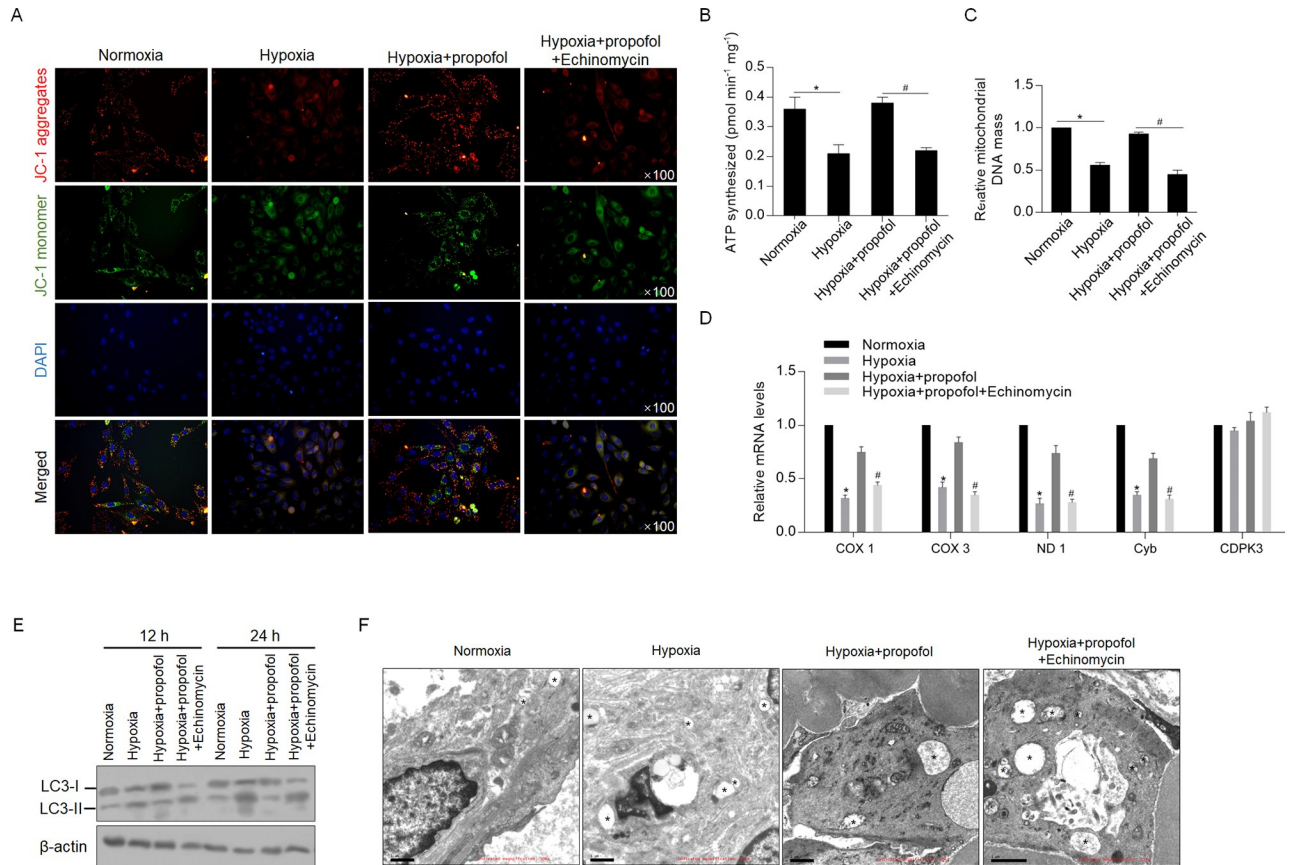 A
Normoxia
Hypoxia
Hypoxia+propofol
Hypoxia+propofol
+Echinomycin
JC-1 aggregates
×100
JC-1 monomer
×100
DAPI
×100
Merged
×100
B
ATP synthesized (pmol min⁻¹ mg⁻¹)
0.5
0.4
0.3
0.2
0.1
0.0
*
#
Normoxia
Hypoxia
Hypoxia+propofol
Hypoxia+propofol
+Echinomycin
C
Relative mitochondrial
DNA mass
1.5
1.0
0.5
0.0
*
#
Normoxia
Hypoxia
Hypoxia+propofol
Hypoxia+propofol
+Echinomycin
D
Normoxia
Hypoxia
Hypoxia+propofol
Hypoxia+propofol+Echinomycin
Relative mRNA levels
1.5
1.0
0.5
0.0
* # * # * # * #
COX 1 COX 3 ND 1 Cyb CDPK3
E
12 h 24 h
Normoxia
Hypoxia
Hypoxia+propofol
Hypoxia+propofol
+Echinomycin
Normoxia
Hypoxia
Hypoxia+propofol
Hypoxia+propofol
+Echinomycin
LC3-I
LC3-II
β-actin
F
Normoxia
Hypoxia
Hypoxia+propofol
Hypoxia+propofol
+Echinomycin